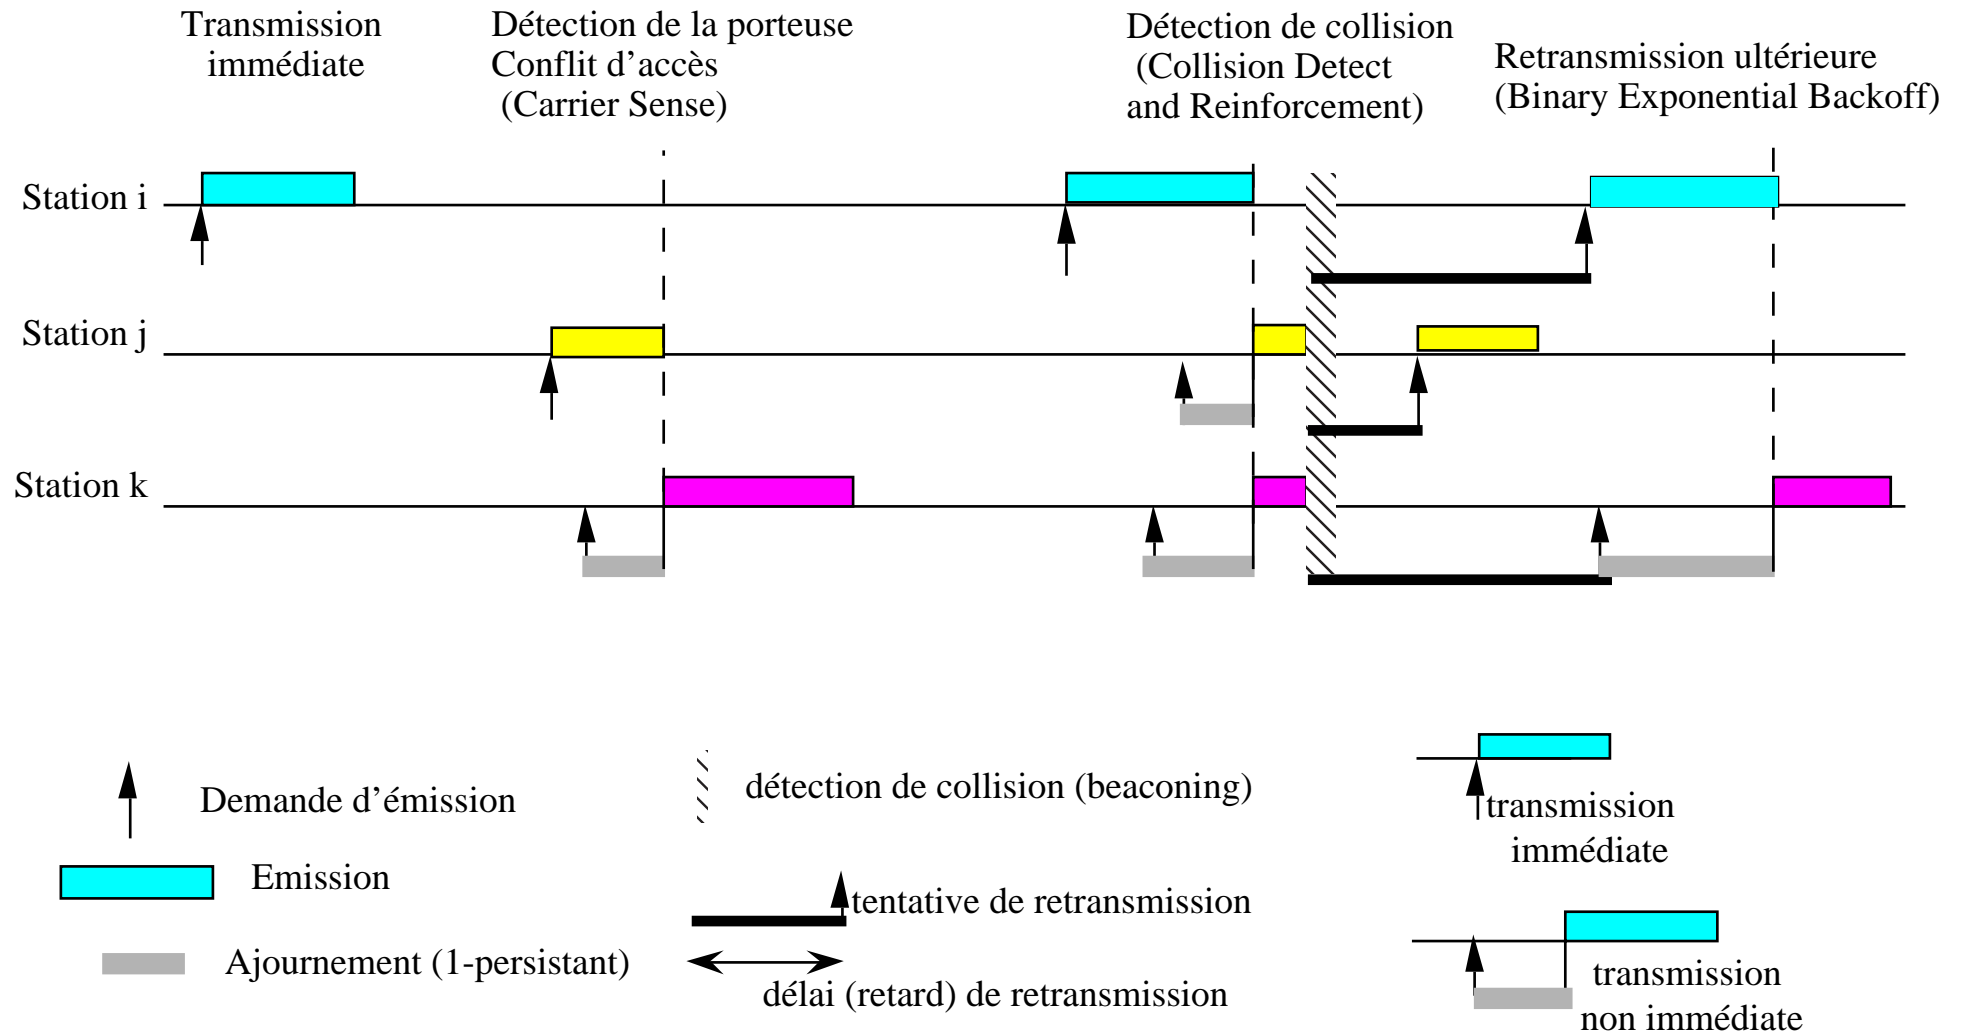 Transmission
immédiate
Détection de la porteuse
Conflit d’accès
(Carrier Sense)
Détection de collision
(Collision Detect
and Reinforcement)
Retransmission ultérieure
(Binary Exponential Backoff)
Station i
Station j
Station k
Demande d’émission
Emission
Ajournement (1-persistant)
détection de collision (beaconing)
tentative de retransmission
délai (retard) de retransmission
transmission
immédiate
transmission
non immédiate